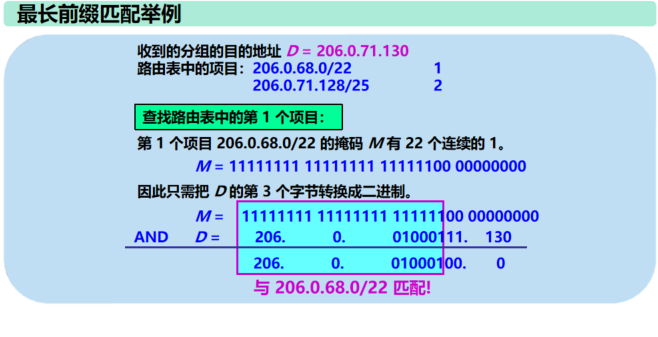 最长前缀匹配举例
收到的分组的目的地址 D = 206.0.71.130
路由表中的项目：206.0.68.0/22 1
206.0.71.128/25 2
查找路由表中的第 1 个项目：
第 1 个项目 206.0.68.0/22 的掩码 M 有 22 个连续的 1。
M = 11111111 11111111 11111100 00000000
因此只需把 D 的第 3 个字节转换成二进制。
M = 11111111 11111111 11111100 00000000
AND D = 206. 0. 01000111. 130
206. 0. 01000100. 0
与 206.0.68.0/22 匹配!